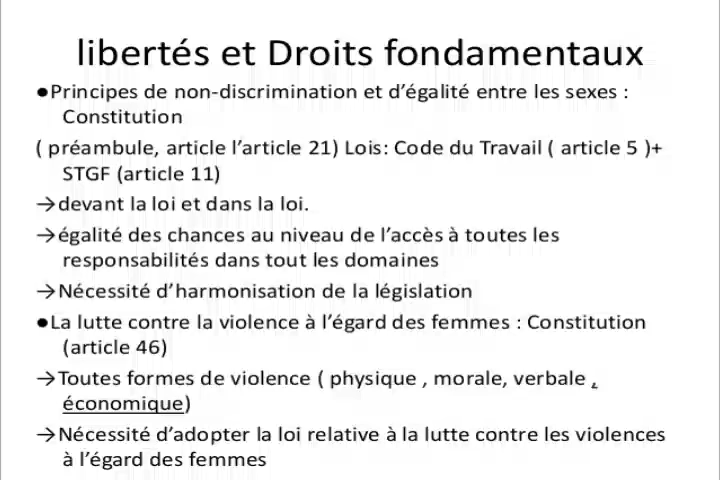 libertés et Droits fondamentaux
●Principes de non-discrimination et d’égalité entre les sexes :
Constitution
( préambule, article l’article 21) Lois: Code du Travail ( article 5 )+
STGF (article 11)
→devant la loi et dans la loi.
→égalité des chances au niveau de l’accès à toutes les
responsabilités dans tout les domaines
→Nécessité d’harmonisation de la législation
●La lutte contre la violence à l’égard des femmes : Constitution
(article 46)
→Toutes formes de violence ( physique , morale, verbale ,
économique)
→Nécessité d’adopter la loi relative à la lutte contre les violences
à l’égard des femmes